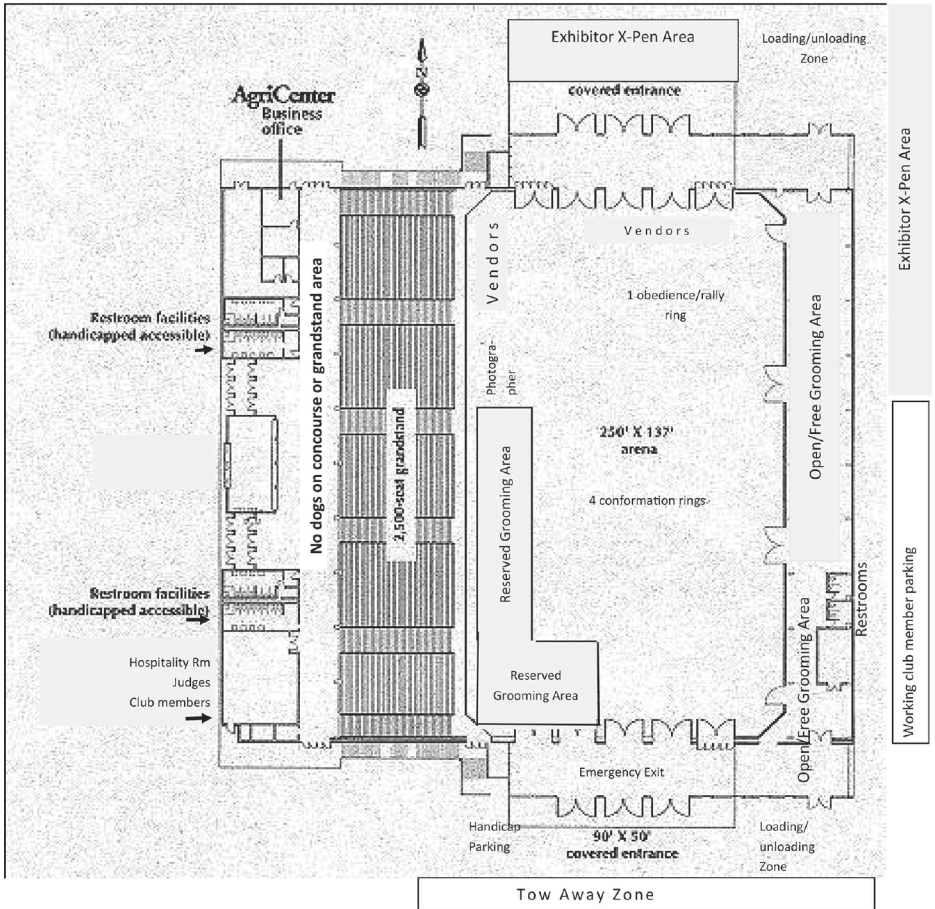 Exhibitor X-Pen Area
Loading/unloading
Zone
covered entrance
N
AgriCenter
Business
office
Exhibitor X-Pen Area
Vendors
Vendors
No dogs on concourse or grandstand area
1 obedience/rally
ring
Restroom facilities
(handicapped accessible)
Photogra-
pher
Open/Free Grooming Area
2,500-seat grandstand
250' X 137'
arena
Reserved Grooming Area
4 conformation rings
Restroom facilities
(handicapped accessible)
Restrooms
Open/Free Grooming Area
Working club member parking
Hospitality Rm
Judges
Club members
Reserved
Grooming Area
Emergency Exit
Handicap
Parking
90' X 50'
covered entrance
Loading/
unloading
Zone
Tow Away Zone